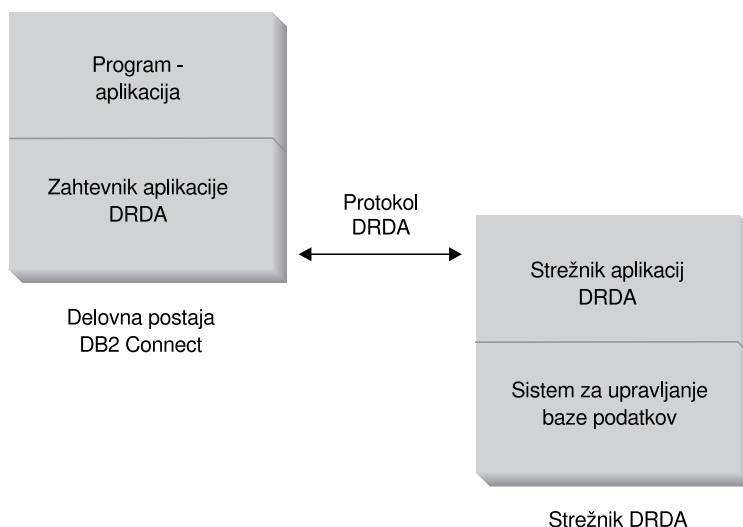 Program -
aplikacija
Zahtevnik aplikacije
DRDA
Delovna postaja
DB2 Connect
Protokol
DRDA
Strežnik aplikacij
DRDA
Sistem za upravljanje
baze podatkov
Strežnik DRDA